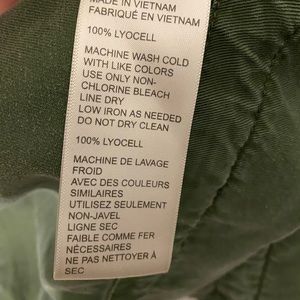 MADE IN VIETNAM
FABRIQUÉ EN VIETNAM
100% LYOCELL
MACHINE WASH COLD
WITH LIKE COLORS
USE ONLY NON-
CHLORINE BLEACH
LINE DRY
LOW IRON AS NEEDED
DO NOT DRY CLEAN
100% LYOCELL
MACHINE DE LAVAGE
FROID
AVEC DES COULEURS
SIMILAIRES
UTILISEZ SEULEMENT
NON-JAVEL
LIGNE SEC
FAIBLE COMME FER
NÉCESSAIRES
NE PAS NETTOYER À
SEC